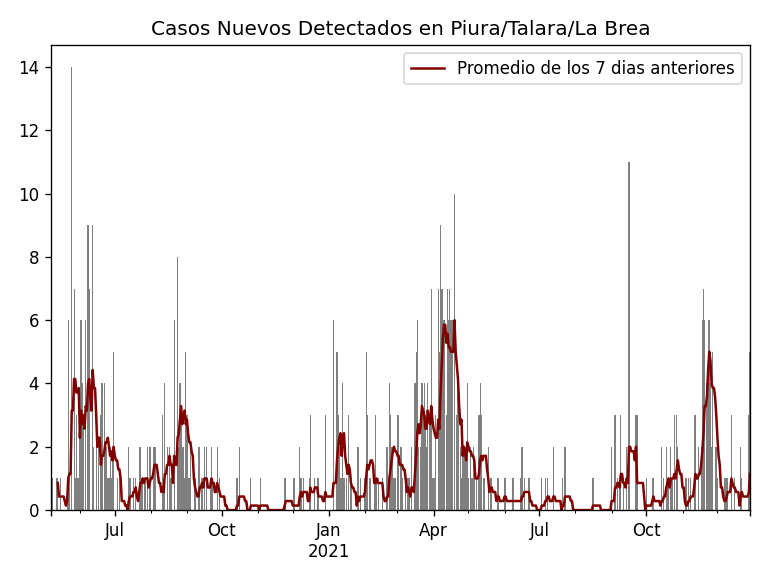 Casos Nuevos Detectados en Piura/Talara/La Brea
Promedio de los 7 dias anteriores
14
12
10
8
6
4
2
0
Jul
Oct
Jan
2021
Apr
Jul
Oct